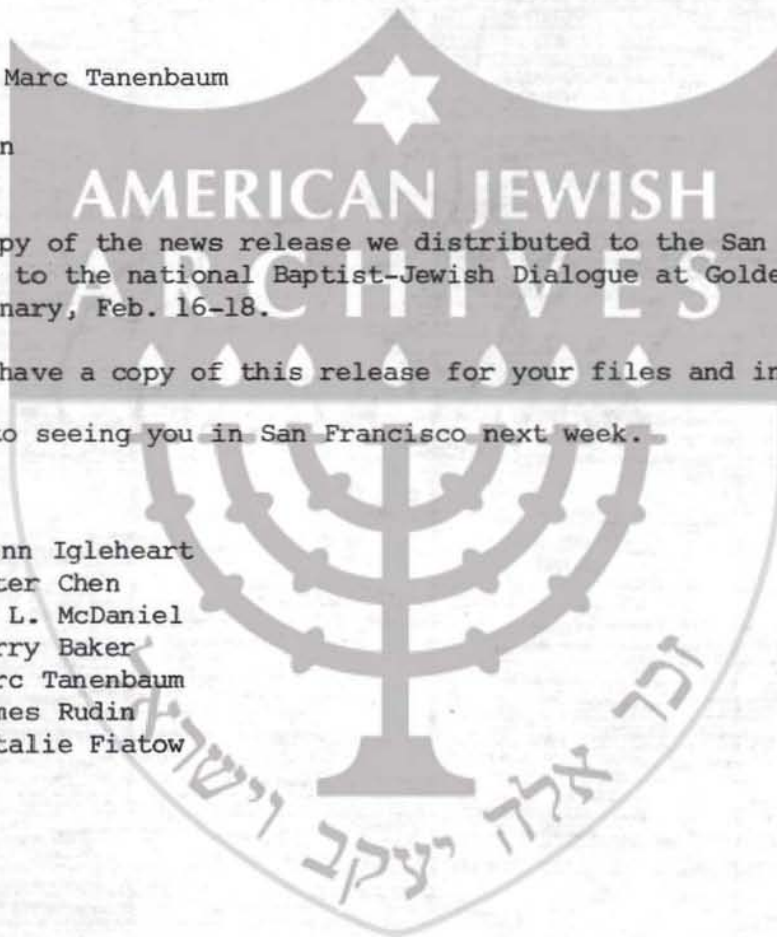 Marc Tanenbaum
n
AMERICAN JEWISH
py of the news release we distributed to the San
to the national Baptist-Jewish Dialogue at Golde
nary, Feb. 16-18.
ARCHIVES
have a copy of this release for your files and in
to seeing you in San Francisco next week.
nn Igleheart
ter Chen
L. McDaniel
rry Baker
rc Tanenbaum
mes Rudin
talie Fiatow
זכר אלה יעקב וישראל